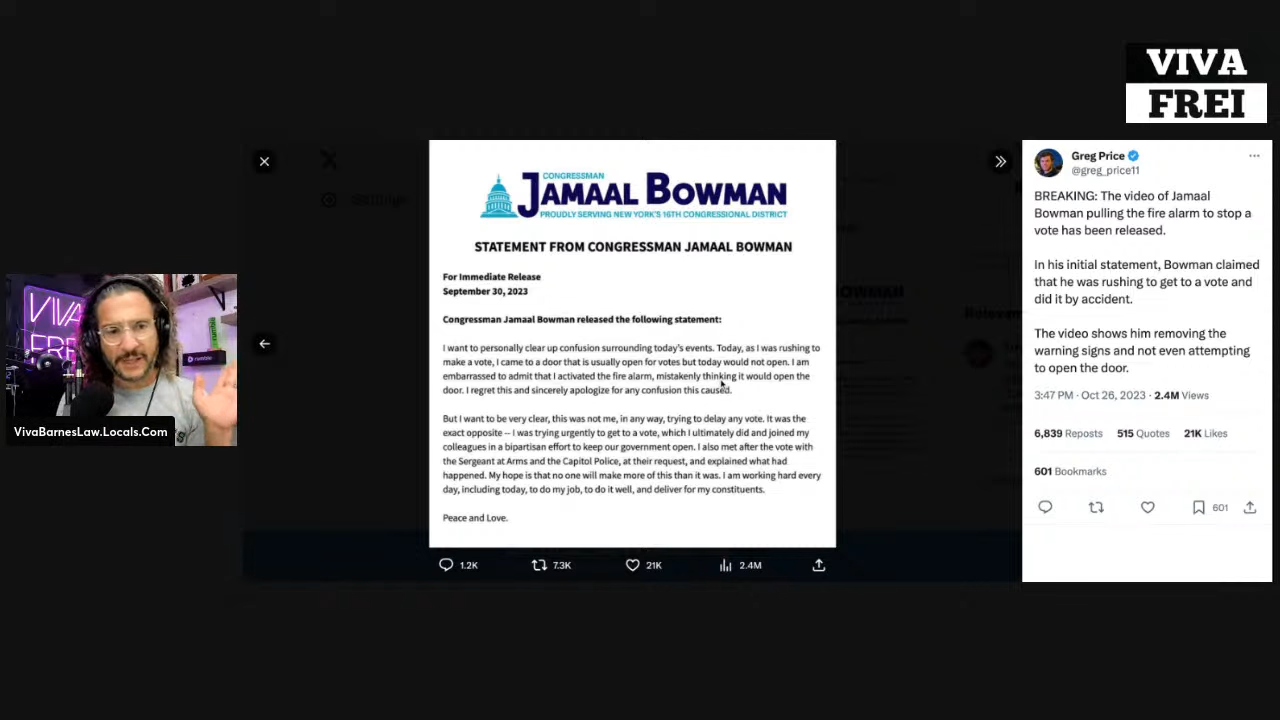 VIVA
FREI
CONGRESSMAN
JAMAAL BOWMAN
PROUDLY SERVING NEW YORK'S 16TH CONGRESSIONAL DISTRICT
STATEMENT FROM CONGRESSMAN JAMAAL BOWMAN
For Immediate Release
September 30, 2023
Congressman Jamaal Bowman released the following statement:
I want to personally clear up confusion surrounding today's events. Today, as I was rushing to
make a vote, I came to a door that is usually open for votes but today would not open. I am
embarrassed to admit that I activated the fire alarm, mistakenly thinking it would open the
door. I regret this and sincerely apologize for any confusion this caused.
But I want to be very clear, this was not me, in any way, trying to delay any vote. It was the
exact opposite – I was trying urgently to get to a vote, which I ultimately did and joined my
colleagues in a bipartisan effort to keep our government open. I also met after the vote with
the Sergeant at Arms and the Capitol Police, at their request, and explained what had
happened. My hope is that no one will make more of this than it was. I am working hard every
day, including today, to do my job, to do it well, and deliver for my constituents.
Peace and Love.
1.2K 7.3K 21K 2.4M
Greg Price
@greg_price11
BREAKING: The video of Jamaal
Bowman pulling the fire alarm to stop a
vote has been released.
In his initial statement, Bowman claimed
that he was rushing to get to a vote and
did it by accident.
The video shows him removing the
warning signs and not even attempting
to open the door.
3:47 PM · Oct 26, 2023 · 2.4M Views
6,839 Reposts 515 Quotes 21K Likes
601 Bookmarks
601
VIVA
FRE
rumble
VivaBarnesLaw.Locals.Com